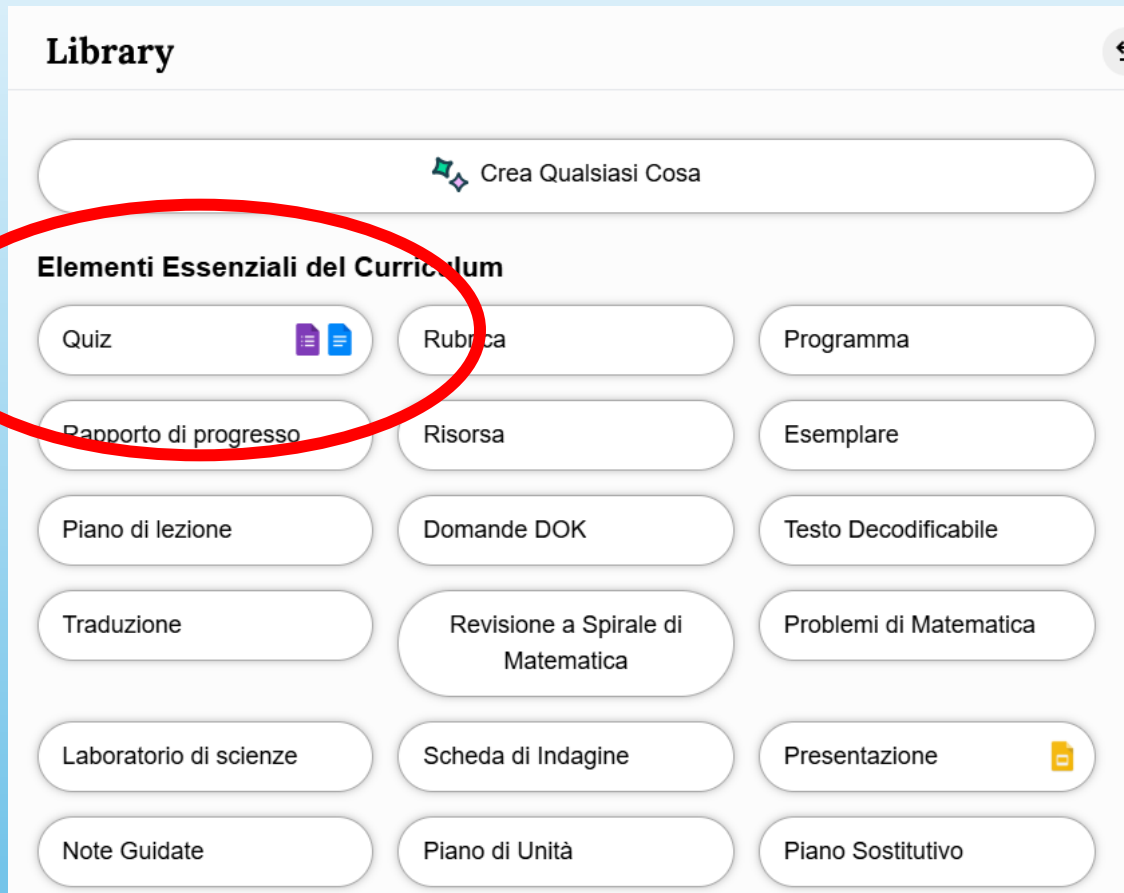 Library
Crea Qualsiasi Cosa
Elementi Essenziali del Curriculum
Quiz
Rubrica
Programma
Rapporto di progresso
Risorsa
Esemplare
Piano di lezione
Domande DOK
Testo Decodificabile
Traduzione
Revisione a Spirale di
Matematica
Problemi di Matematica
Laboratorio di scienze
Scheda di Indagine
Presentazione
Note Guidate
Piano di Unità
Piano Sostitutivo